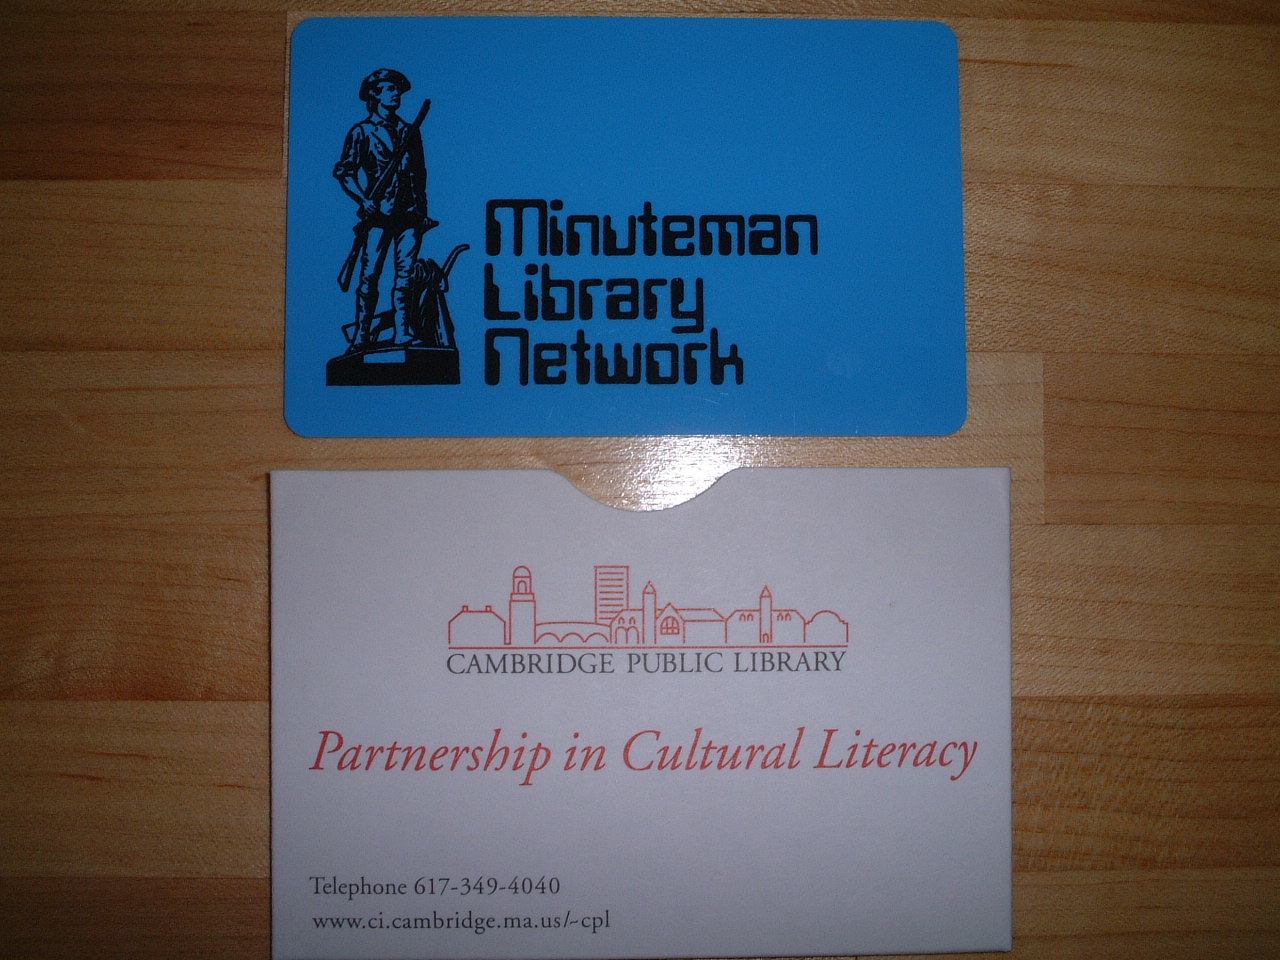 Minuteman
Library
Network
CAMBRIDGE PUBLIC LIBRARY
Partnership in Cultural Literacy
Telephone 617-349-4040
www.ci.cambridge.ma.us/~cpl